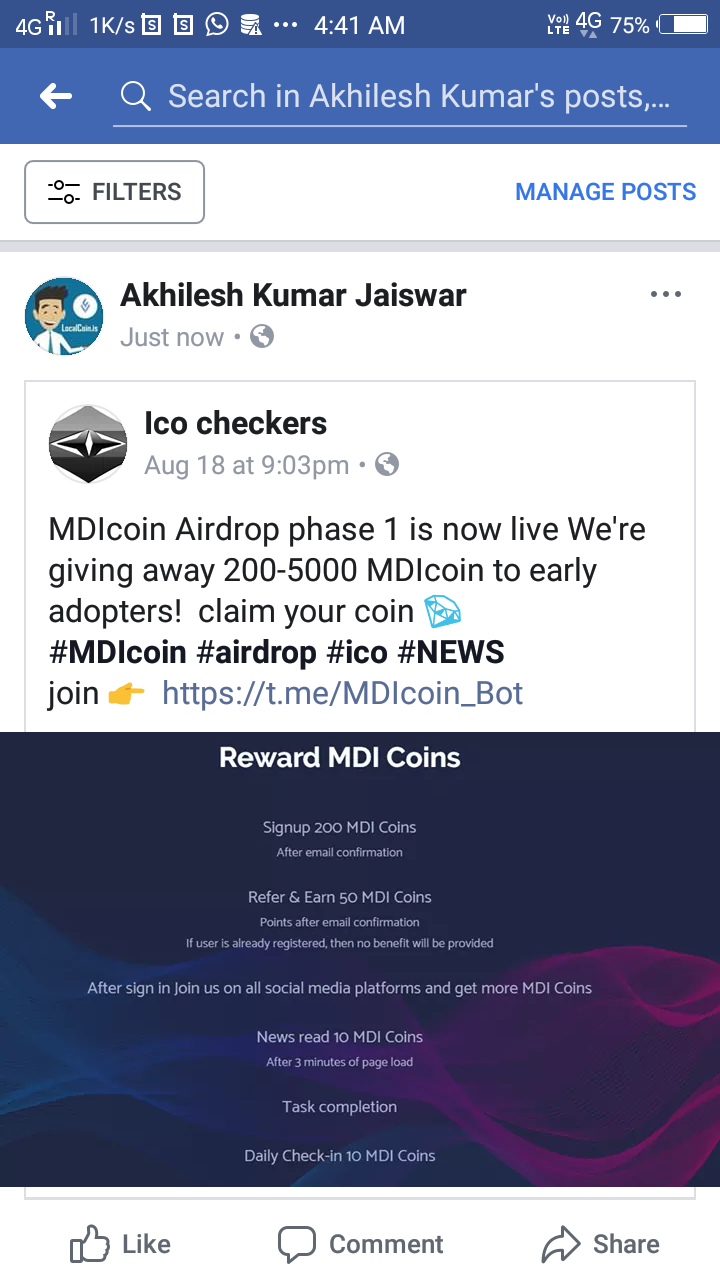 4G R 1K/s S S 4:41 AM Vo)) LTE 4G 75%
Search in Akhilesh Kumar's posts,...
FILTERS MANAGE POSTS
Akhilesh Kumar Jaiswar
LocalCoin.is
Just now •
Ico checkers
Aug 18 at 9:03pm •
MDIcoin Airdrop phase 1 is now live We're
giving away 200-5000 MDIcoin to early
adopters!  claim your coin 💎
#MDIcoin #airdrop #ico #NEWS
join 👉 https://t.me/MDIcoin_Bot
Reward MDI Coins
Signup 200 MDI Coins
After email confirmation
Refer & Earn 50 MDI Coins
Points after email confirmation
If user is already registered, then no benefit will be provided
After sign in Join us on all social media platforms and get more MDI Coins
News read 10 MDI Coins
After 3 minutes of page load
Task completion
Daily Check-in 10 MDI Coins
Like Comment Share